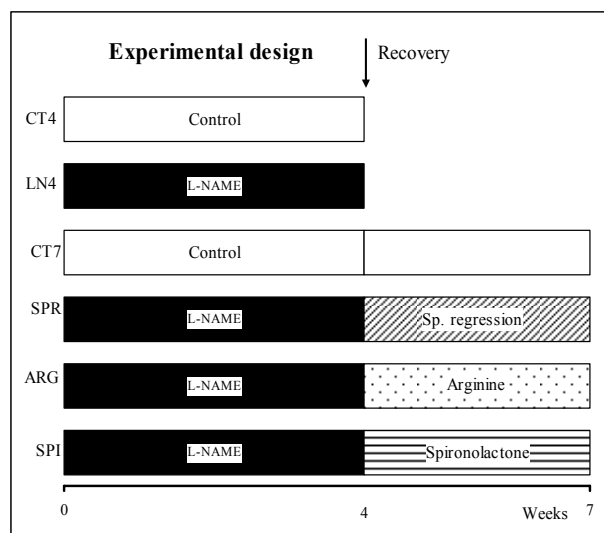 Experimental design
Recovery
CT4 Control
LN4 L-NAME
CT7 Control
SPR L-NAME Sp. regression
ARG L-NAME Arginine
SPI L-NAME Spironolactone
0 4 Weeks 7